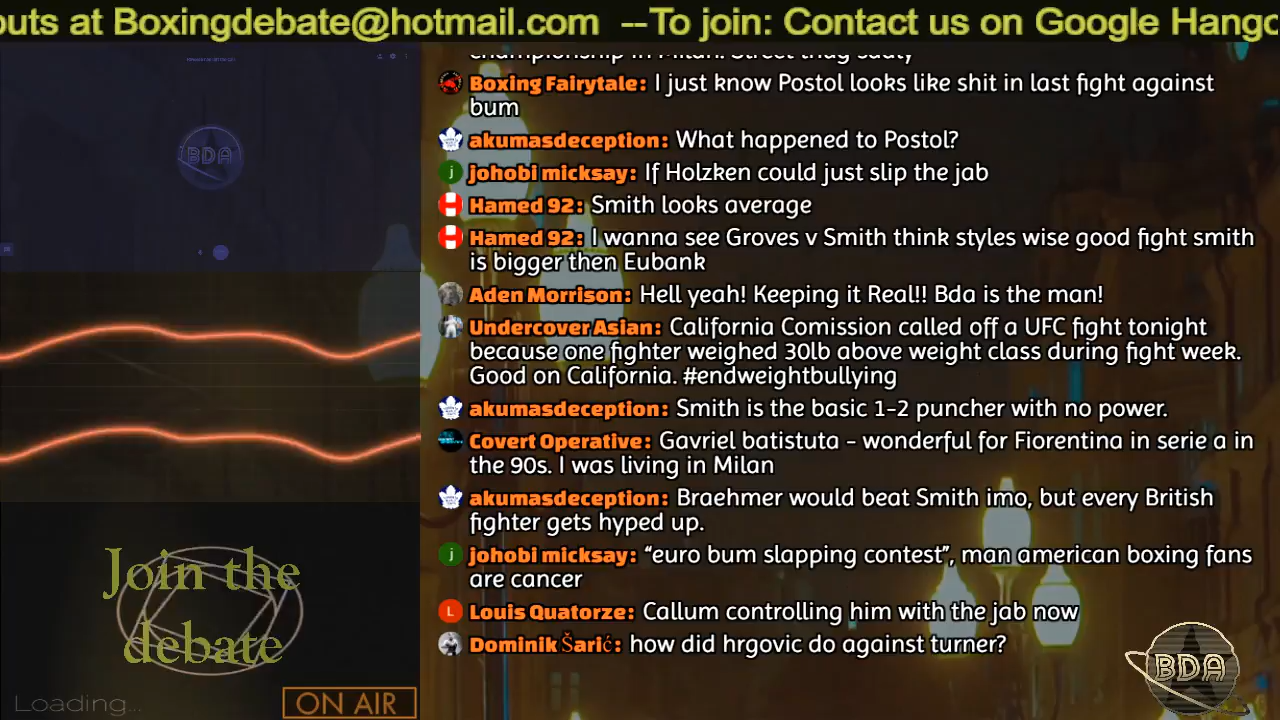 outs at Boxingdebate@hotmail.com --To join: Contact us on Google Hango
championship in Milan. Street thug sadly
Boxing Fairytale: I just know Postol looks like shit in last fight against
bum
akumasdeception: What happened to Postol?
johobi micksay: If Holzken could just slip the jab
Hamed 92: Smith looks average
Hamed 92: I wanna see Groves v Smith think styles wise good fight smith
is bigger then Eubank
Aden Morrison: Hell yeah! Keeping it Real!! Bda is the man!
Undercover Asian: California Comission called off a UFC fight tonight
because one fighter weighed 30lb above weight class during fight week.
Good on California. #endweightbullying
akumasdeception: Smith is the basic 1-2 puncher with no power.
Covert Operative: Gavriel batistuta - wonderful for Fiorentina in serie a in
the 90s. I was living in Milan
akumasdeception: Braehmer would beat Smith imo, but every British
fighter gets hyped up.
johobi micksay: “euro bum slapping contest”, man american boxing fans
are cancer
Louis Quatorze: Callum controlling him with the jab now
Dominik Šarić: how did hrgovic do against turner?
BDA
Join the
debate
Loading...
ON AIR
BDA